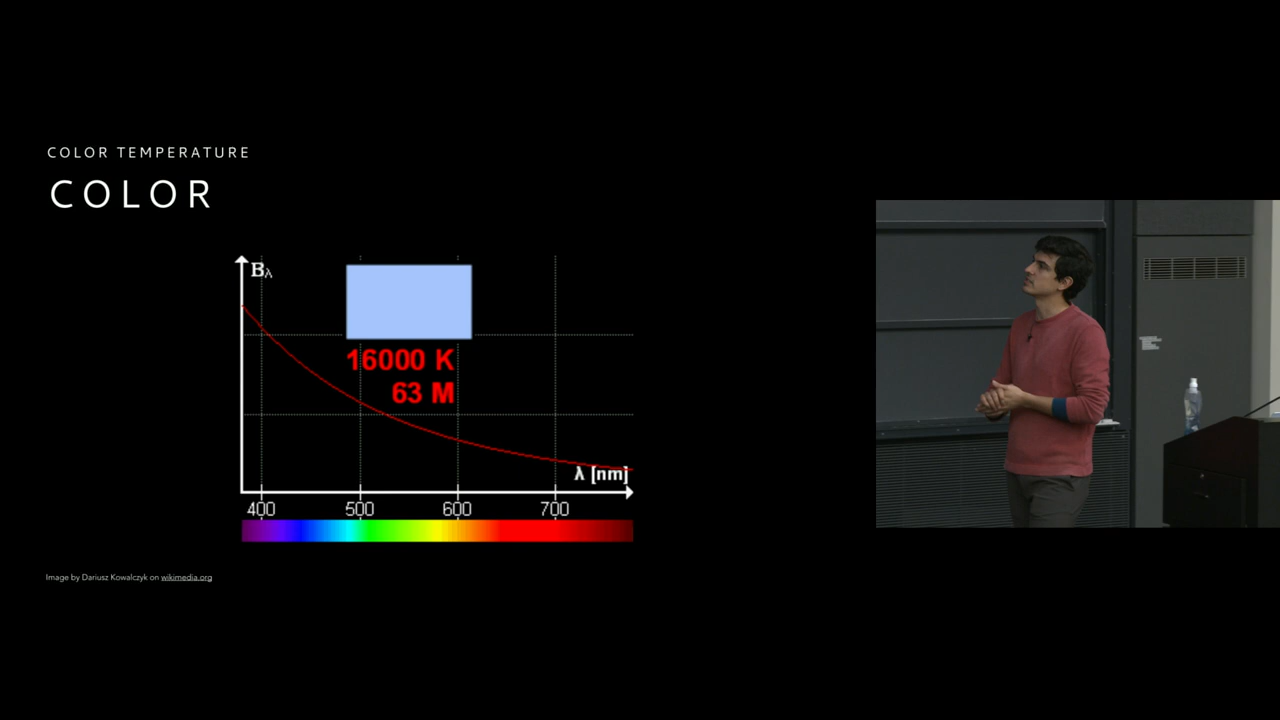 COLOR TEMPERATURE
COLOR
Bλ
16000 K
63 M
λ [nm]
400 500 600 700
Image by Dariusz Kowalczyk on wikimedia.org